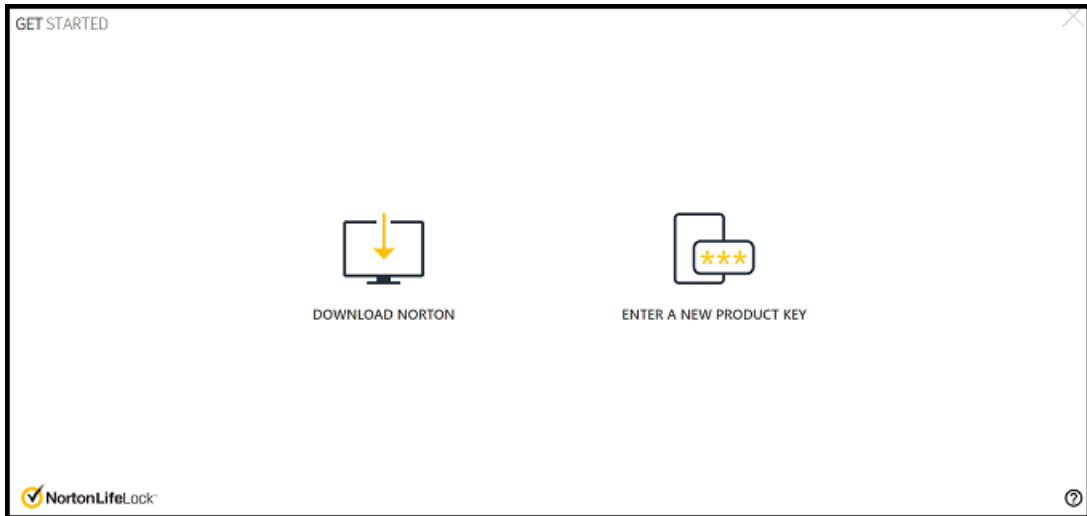 GET STARTED
***
DOWNLOAD NORTON
ENTER A NEW PRODUCT KEY
NortonLifeLock
?